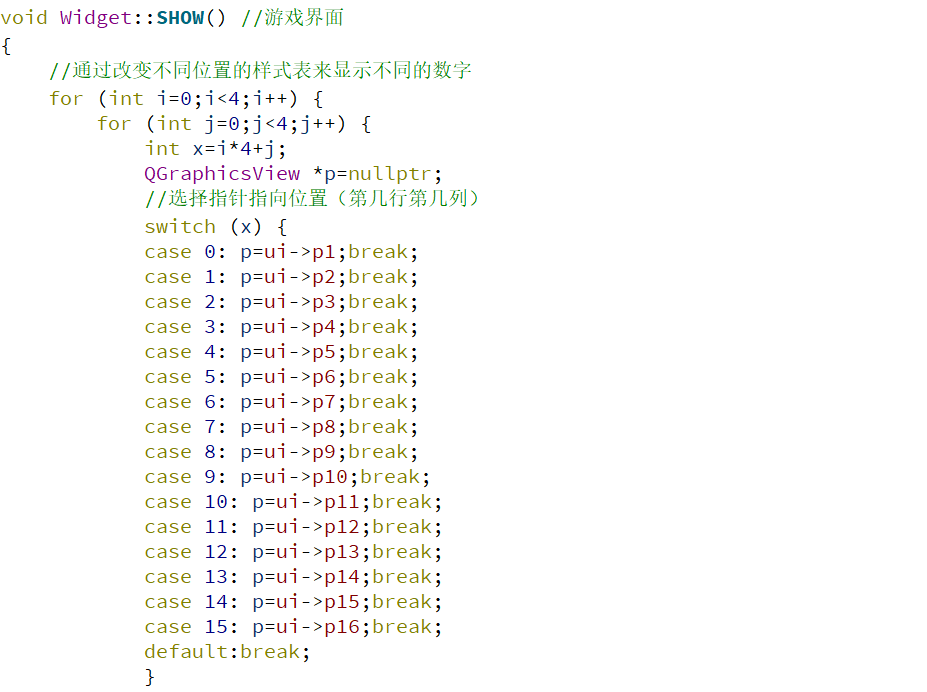 void Widget::SHOW() //游戏界面
{
    //通过改变不同位置的样式表来显示不同的数字
    for (int i=0;i<4;i++) {
        for (int j=0;j<4;j++) {
            int x=i*4+j;
            QGraphicsView *p=nullptr;
            //选择指针指向位置（第几行第几列）
            switch (x) {
            case 0: p=ui->p1;break;
            case 1: p=ui->p2;break;
            case 2: p=ui->p3;break;
            case 3: p=ui->p4;break;
            case 4: p=ui->p5;break;
            case 5: p=ui->p6;break;
            case 6: p=ui->p7;break;
            case 7: p=ui->p8;break;
            case 8: p=ui->p9;break;
            case 9: p=ui->p10;break;
            case 10: p=ui->p11;break;
            case 11: p=ui->p12;break;
            case 12: p=ui->p13;break;
            case 13: p=ui->p14;break;
            case 14: p=ui->p15;break;
            case 15: p=ui->p16;break;
            default:break;
            }